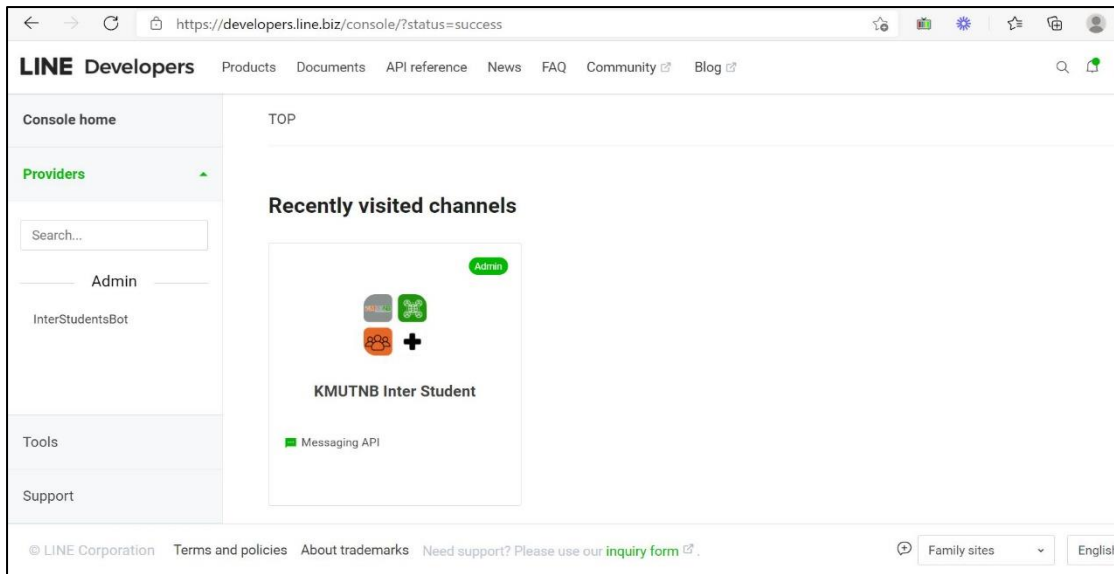 https://developers.line.biz/console/?status=success
LINE Developers Products Documents API reference News FAQ Community Blog
Console home
TOP
Providers
Recently visited channels
Search...
Admin
Admin
InterStudentsBot
KMUTNB Inter Student
Messaging API
Tools
Support
© LINE Corporation Terms and policies About trademarks Need support? Please use our inquiry form . Family sites English